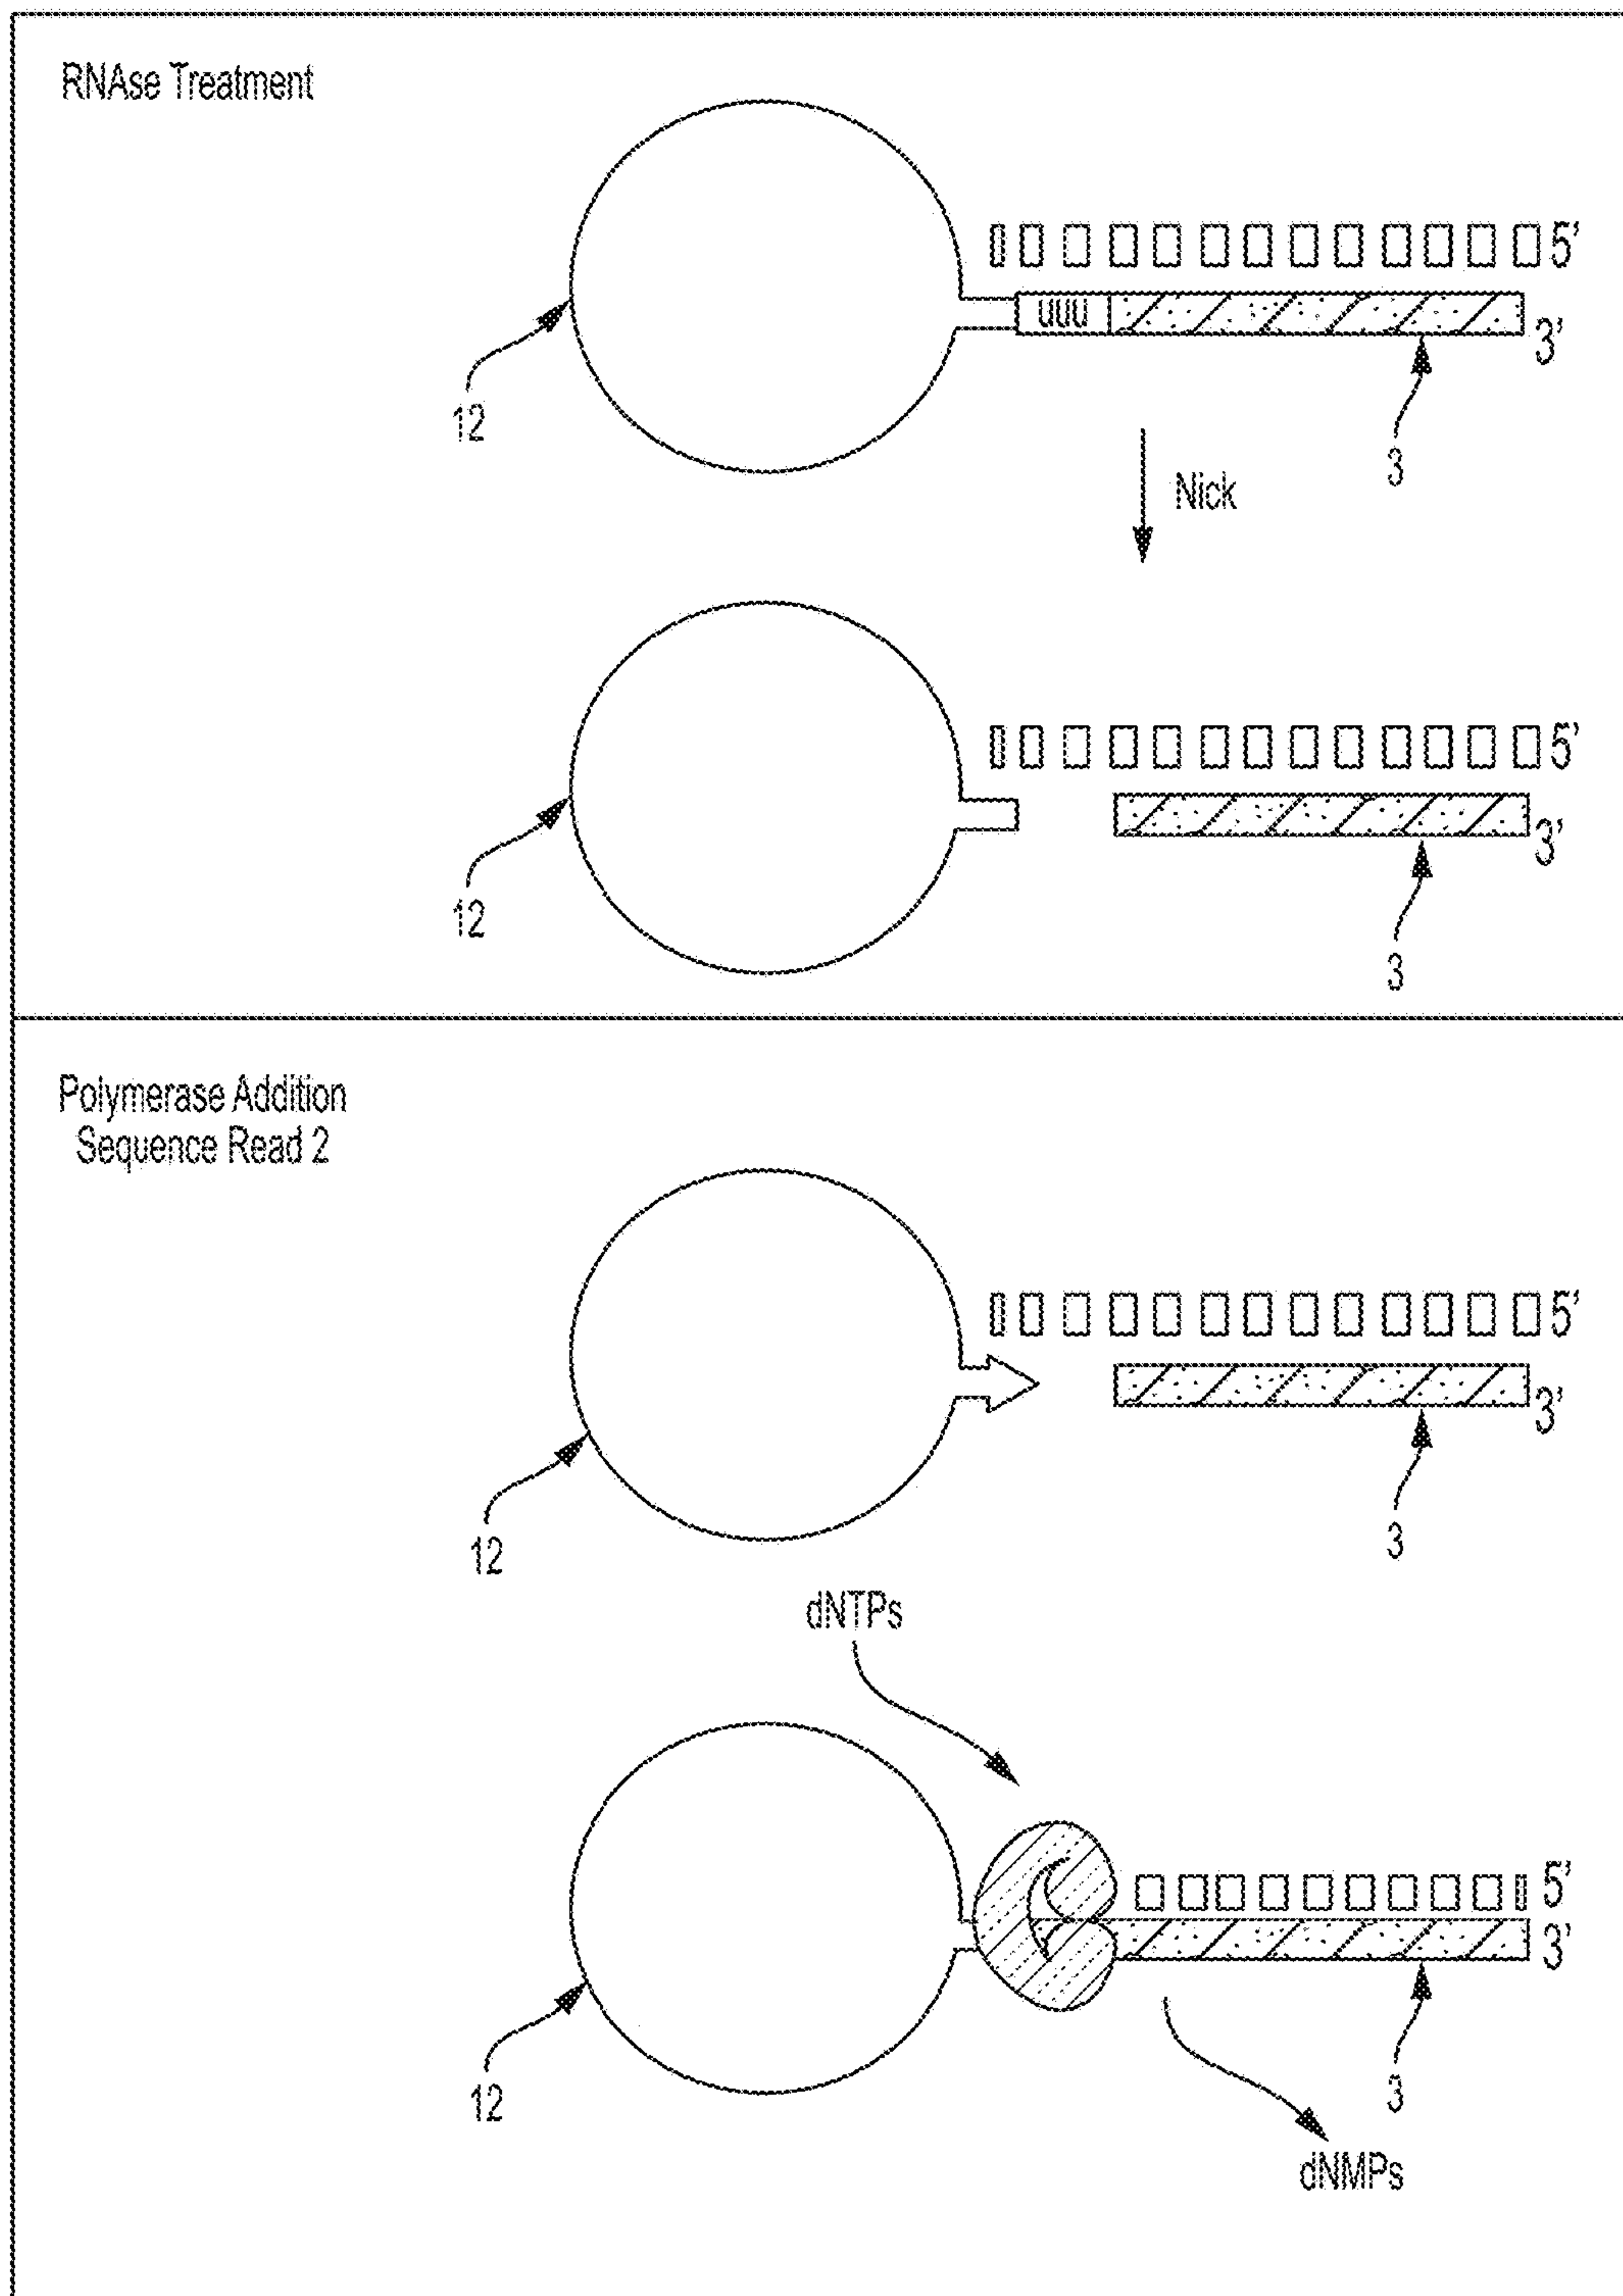 RNAse Treatment
5'
UUU
3'
12
3
Nick
5'
3'
12
3
Polymerase Addition
Sequence Read 2
5'
3'
12
3
dNTPs
5'
3'
12
3
dNMPs